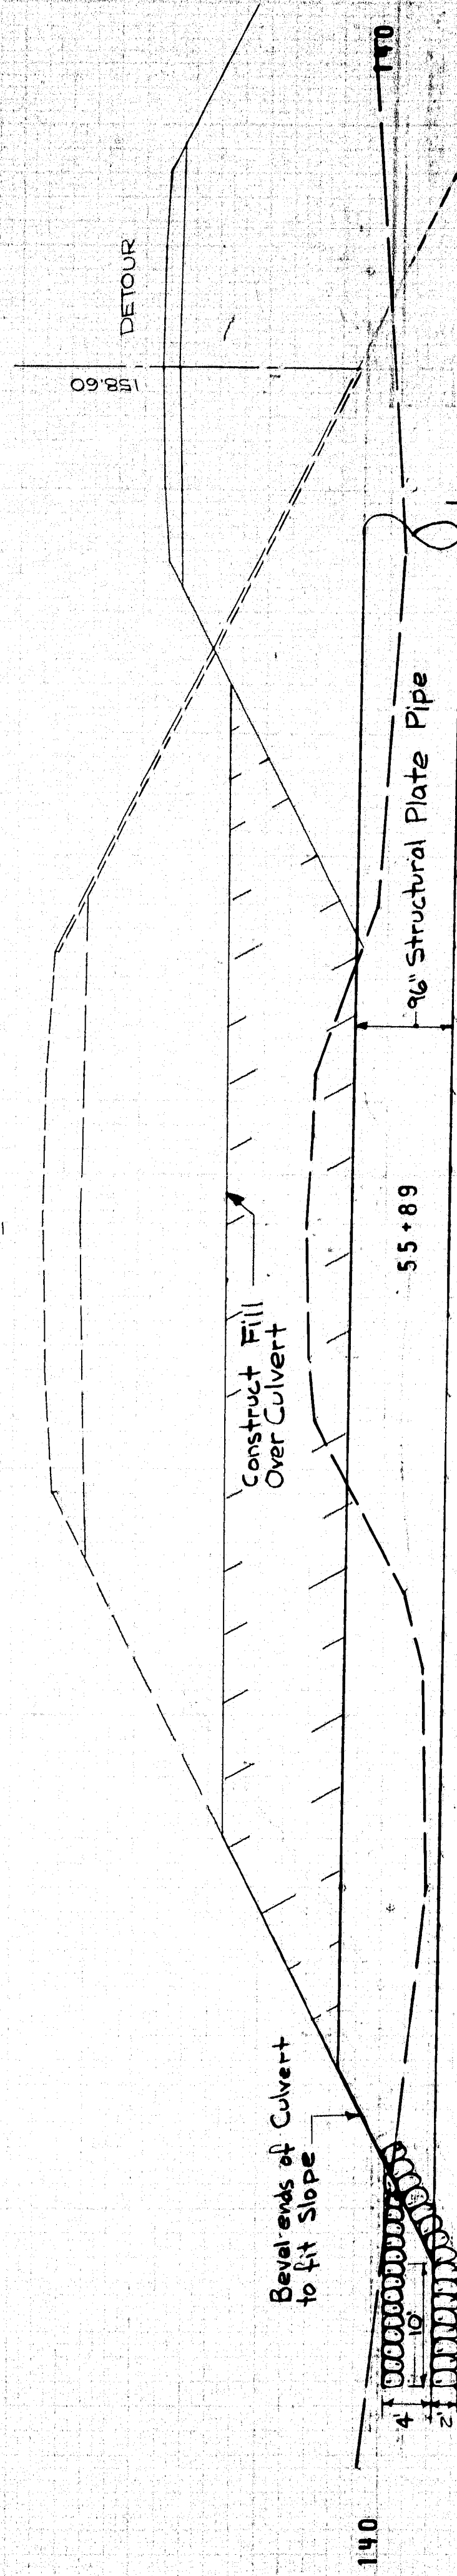 140
DETOUR
158.60
96" Structural Plate Pipe
55+89
Construct Fill
Over Culvert
Bevel ends of Culvert
to fit Slope
10'
4'
2'
140